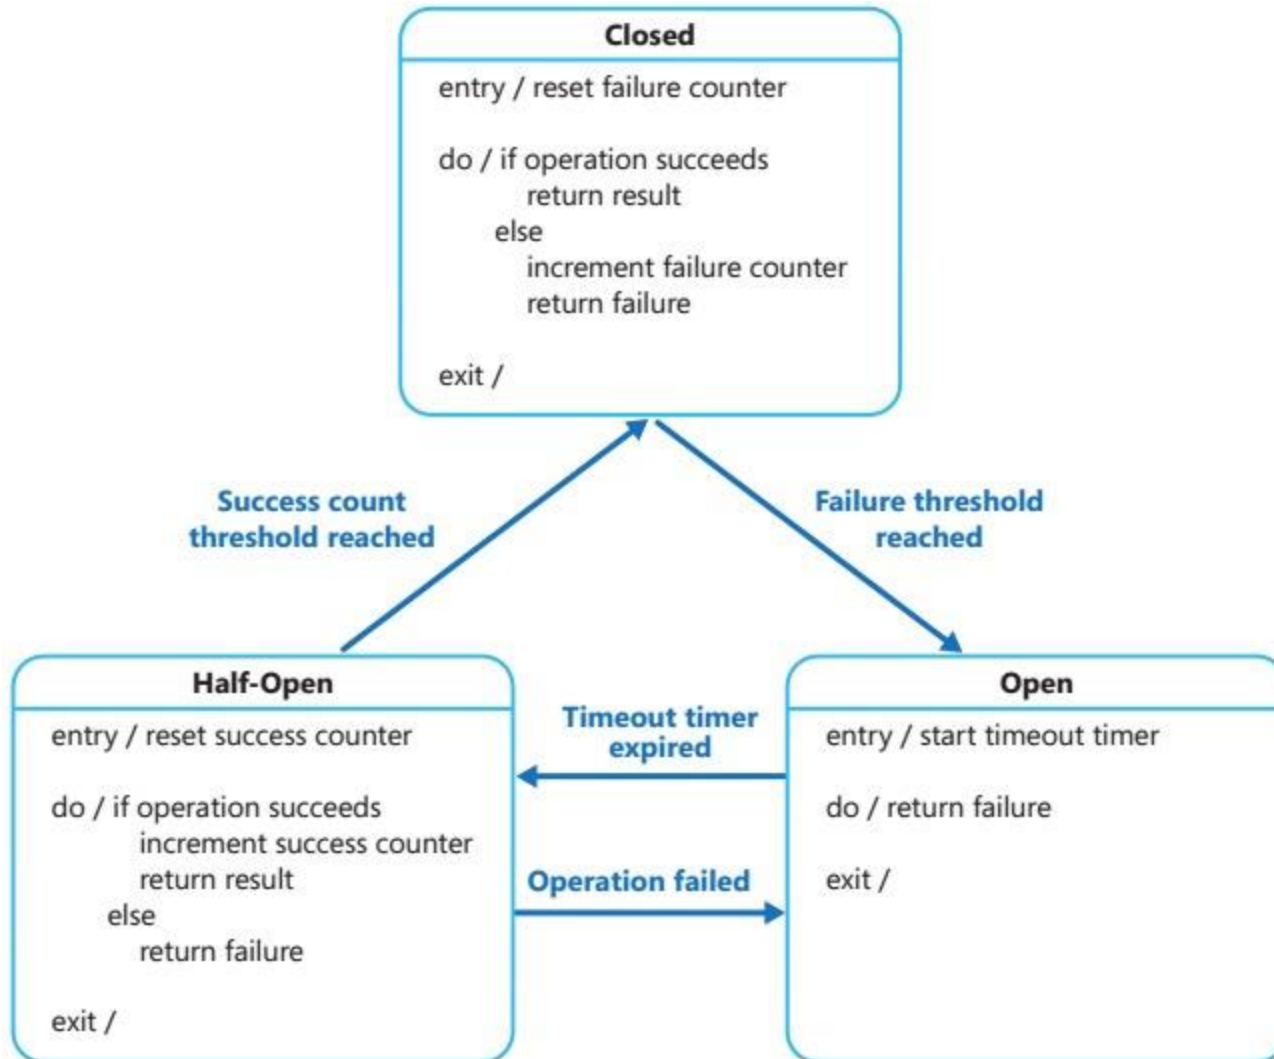 Closed
entry / reset failure counter
do / if operation succeeds
return result
else
increment failure counter
return failure
exit /
Success count
threshold reached
Failure threshold
reached
Half-Open
entry / reset success counter
do / if operation succeeds
increment success counter
return result
else
return failure
exit /
Timeout timer
expired
Operation failed
Open
entry / start timeout timer
do / return failure
exit /